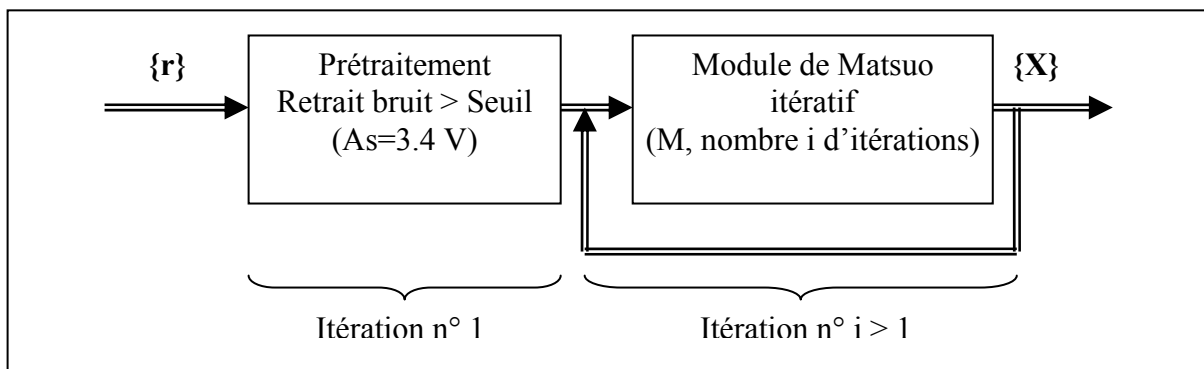 {r}
Prétraitement
Retrait bruit > Seuil
(As=3.4 V)
Module de Matsuo
itératif
(M, nombre i d’itérations)
{X}
Itération n° 1
Itération n° i > 1